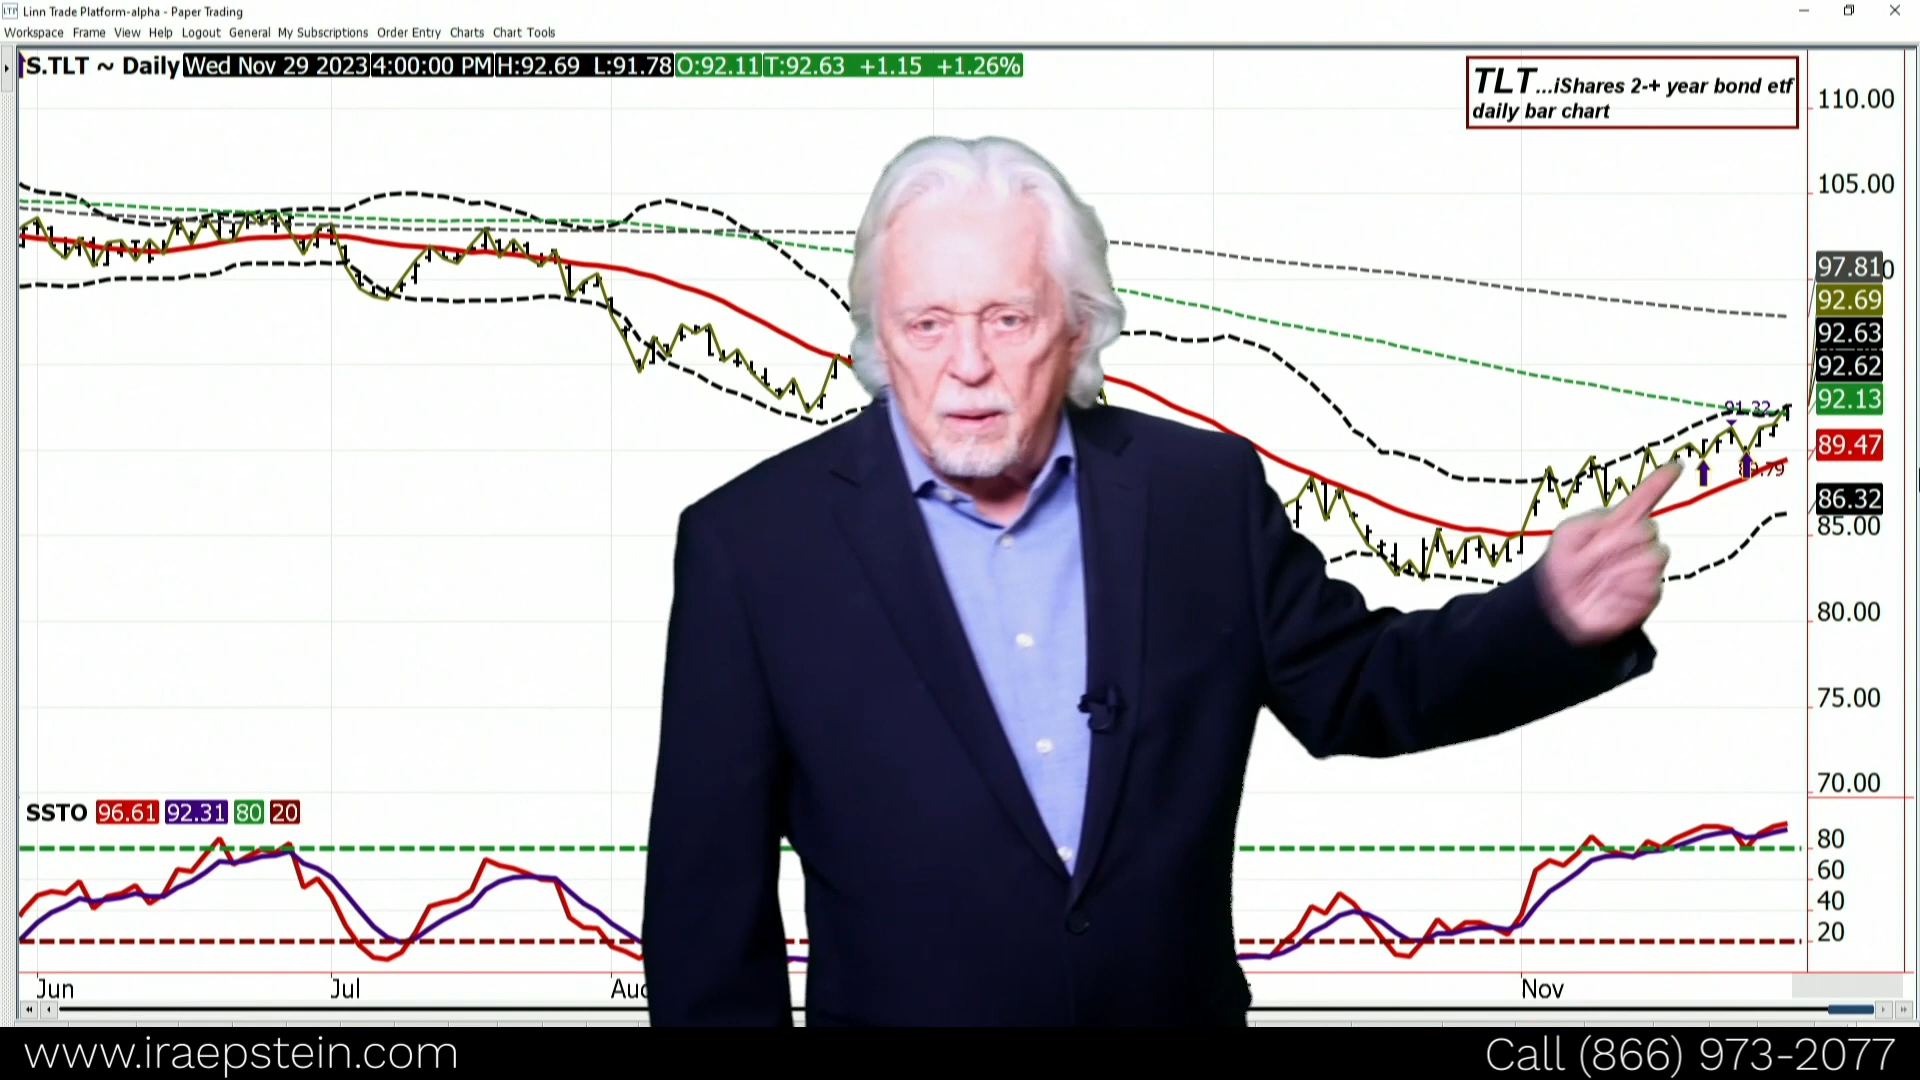 LTP Linn Trade Platform-alpha - Paper Trading
Workspace Frame View Help Logout General My Subscriptions Order Entry Charts Chart Tools
S.TLT ~ Daily Wed Nov 29 2023 4:00:00 PM H:92.69 L:91.78 O:92.11 T:92.63 +1.15 +1.26%
TLT...iShares 2-+ year bond etf
daily bar chart
110.00
105.00
97.81
92.69
92.63
92.62
92.13
91.32
89.47
86.32
85.00
80.00
75.00
70.00
SSTO 96.61 92.31 80 20
80
60
40
20
Jun Jul Nov
www.iraepstein.com Call (866) 973-2077